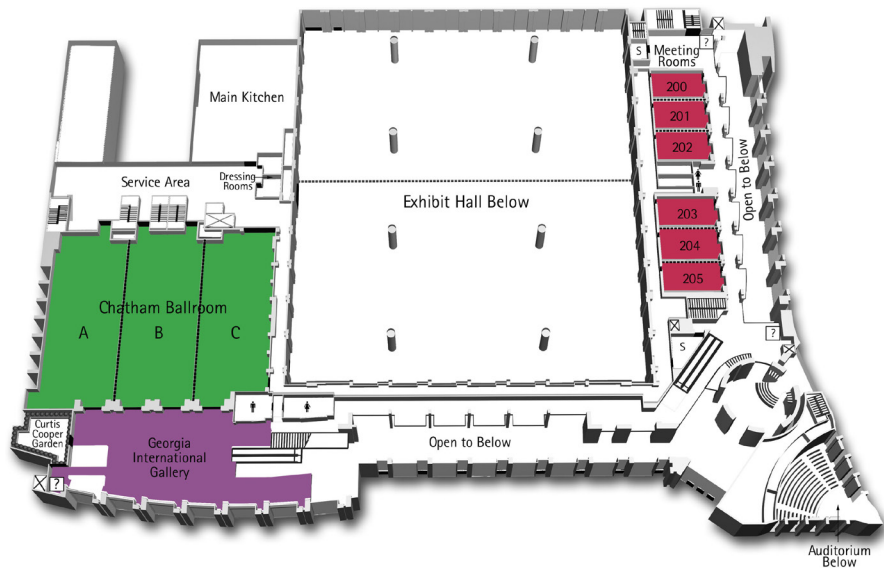 S
Meeting
Rooms
?
200
201
202
Main Kitchen
Dressing
Rooms
Service Area
Exhibit Hall Below
Open to Below
203
204
205
Chatham Ballroom
A
B
C
S
?
Curtis
Cooper
Garden
Georgia
International
Gallery
Open to Below
?
Auditorium
Below